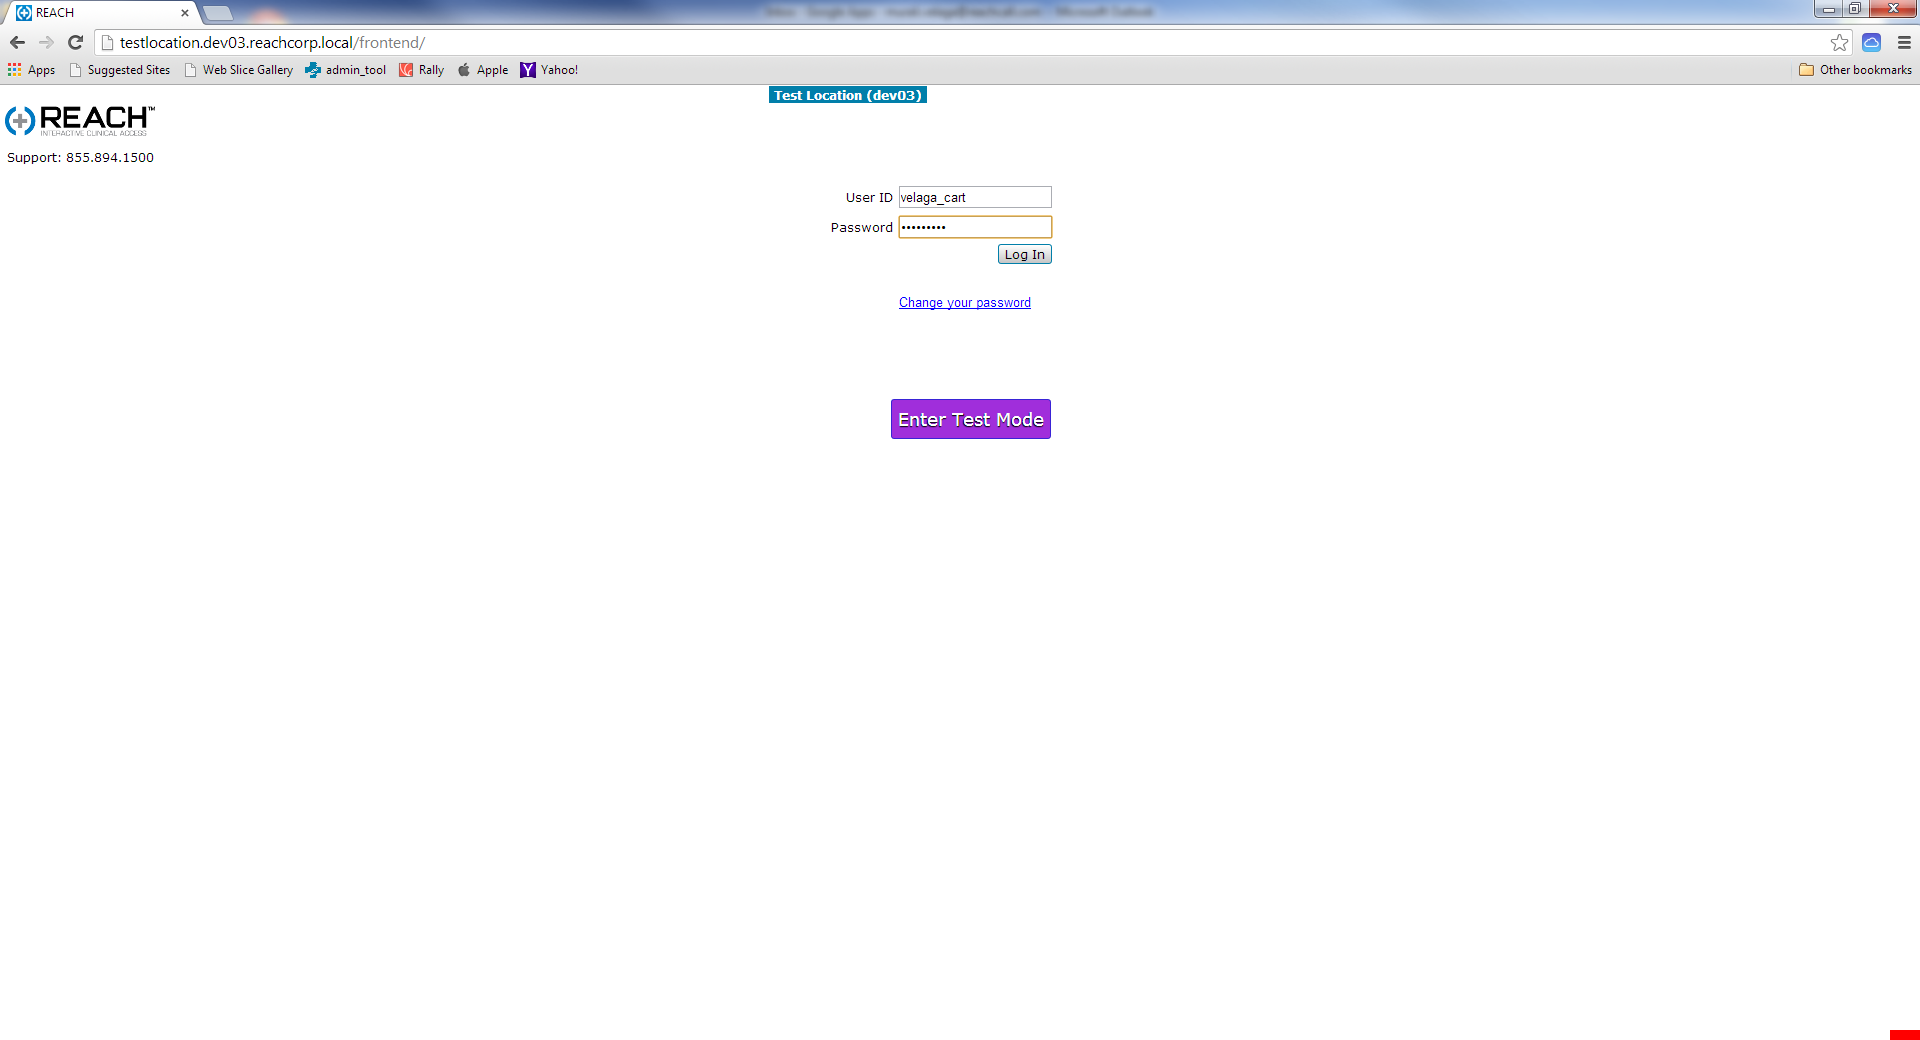 REACH
testlocation.dev03.reachcorp.local/frontend/
Apps Suggested Sites Web Slice Gallery admin_tool Rally Apple Yahoo! Other bookmarks
Test Location (dev03)
REACH™
INTERACTIVE CLINICAL ACCESS
Support: 855.894.1500
User ID velaga_cart
Password •••••••••
Log In
Change your password
Enter Test Mode